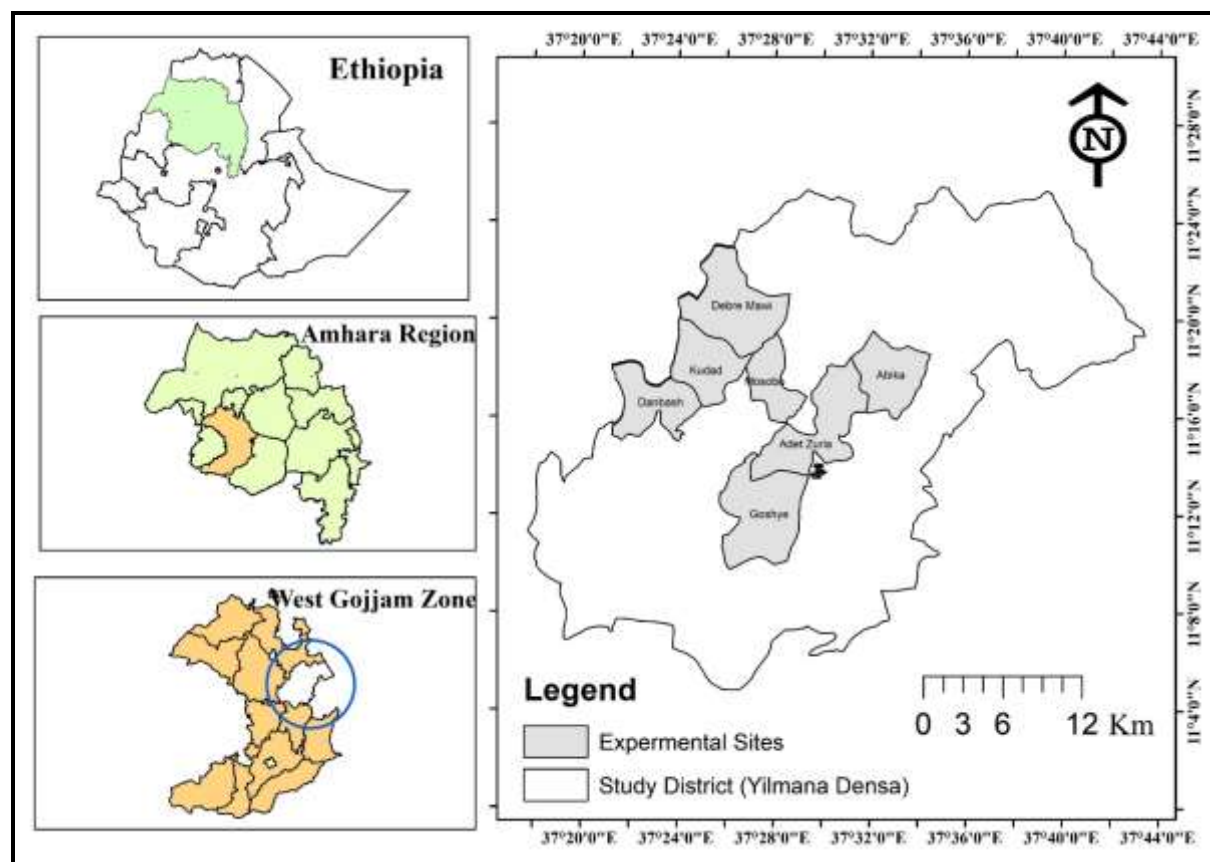 Ethiopia
Amhara Region
West Gojjam Zone
37°20'0"E 37°24'0"E 37°28'0"E 37°32'0"E 37°36'0"E 37°40'0"E 37°44'0"E
N
11°28'0"N
11°24'0"N
11°20'0"N
11°16'0"N
11°12'0"N
11°8'0"N
11°4'0"N
Debre Mawi
Kudad
Mosobo
Abika
Danbash
Adet Zuria
Goshye
Legend
Expermental Sites
Study District (Yilmana Densa)
0 3 6 12 Km
37°20'0"E 37°24'0"E 37°28'0"E 37°32'0"E 37°36'0"E 37°40'0"E 37°44'0"E